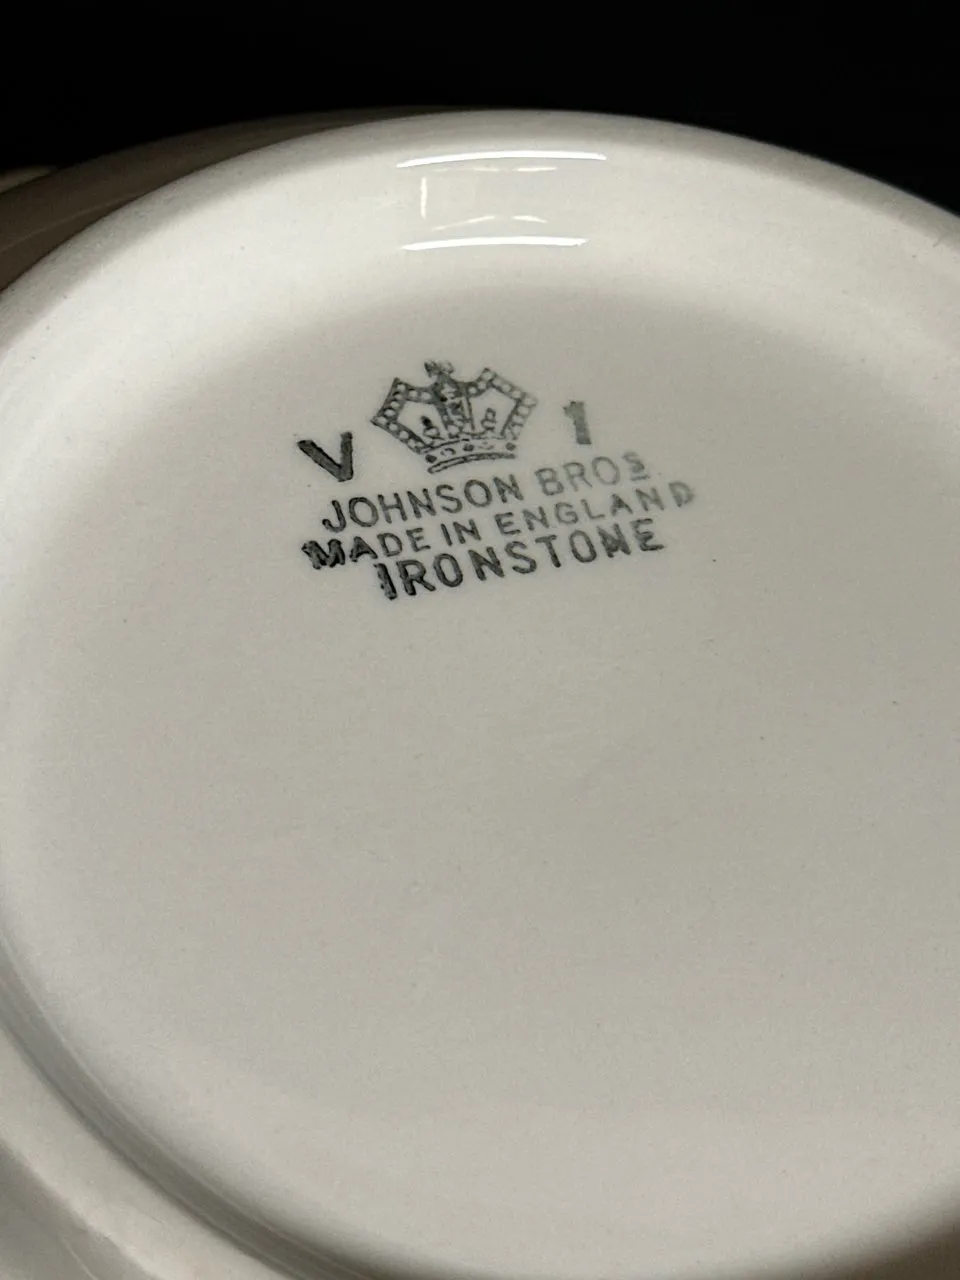 V 1
JOHNSON BROS
MADE IN ENGLAND
IRONSTONE